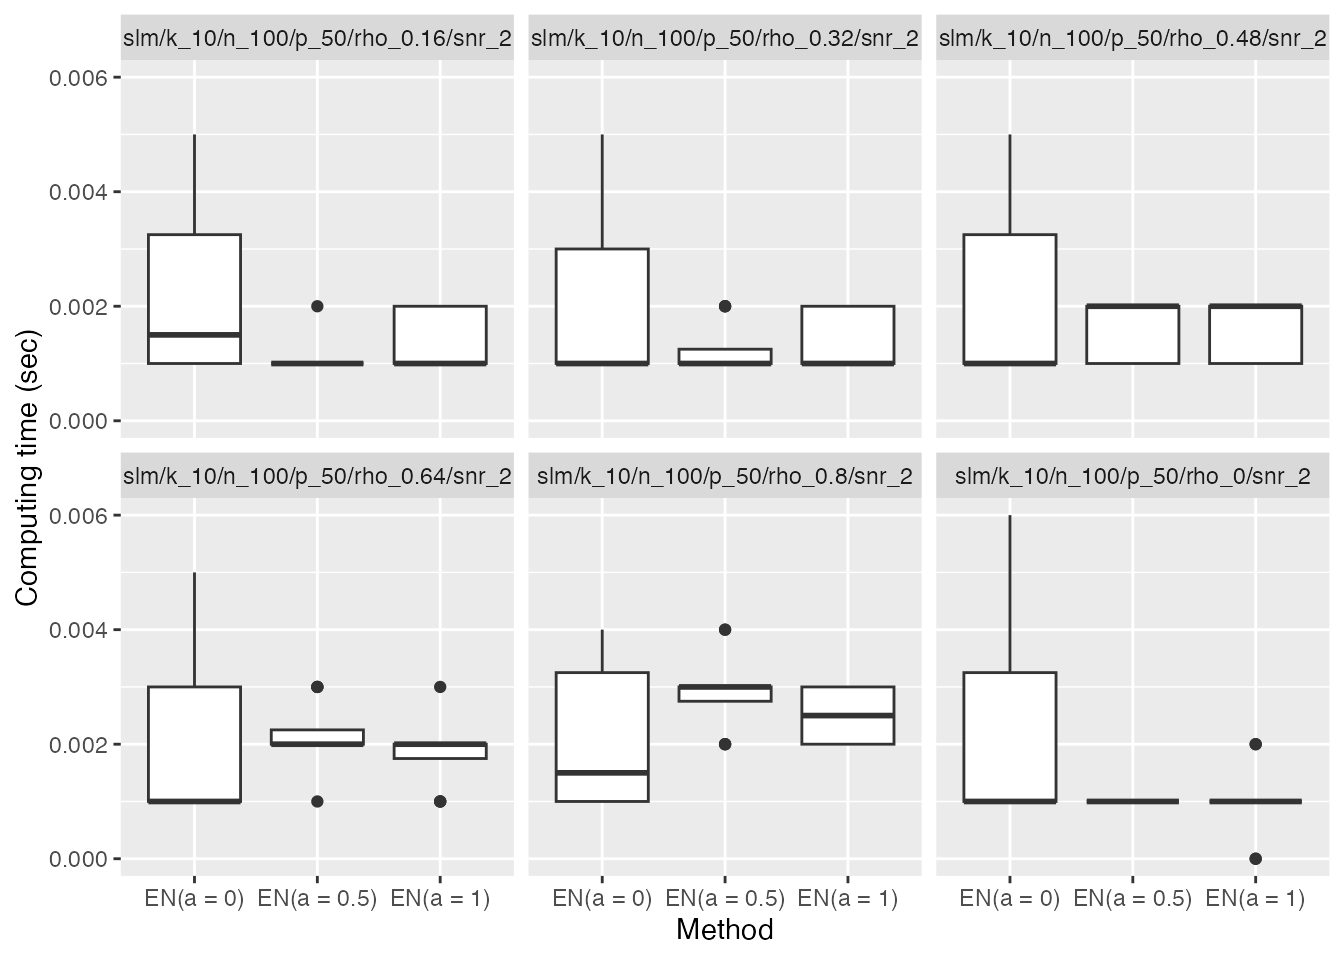 slm/k_10/n_100/p_50/rho_0.16/snr_2
slm/k_10/n_100/p_50/rho_0.32/snr_2
slm/k_10/n_100/p_50/rho_0.48/snr_2
0.006
0.004
0.002
0.000
slm/k_10/n_100/p_50/rho_0.64/snr_2
slm/k_10/n_100/p_50/rho_0.8/snr_2
slm/k_10/n_100/p_50/rho_0/snr_2
0.006
0.004
0.002
0.000
Computing time (sec)
EN(a = 0) EN(a = 0.5) EN(a = 1)
EN(a = 0) EN(a = 0.5) EN(a = 1)
EN(a = 0) EN(a = 0.5) EN(a = 1)
Method